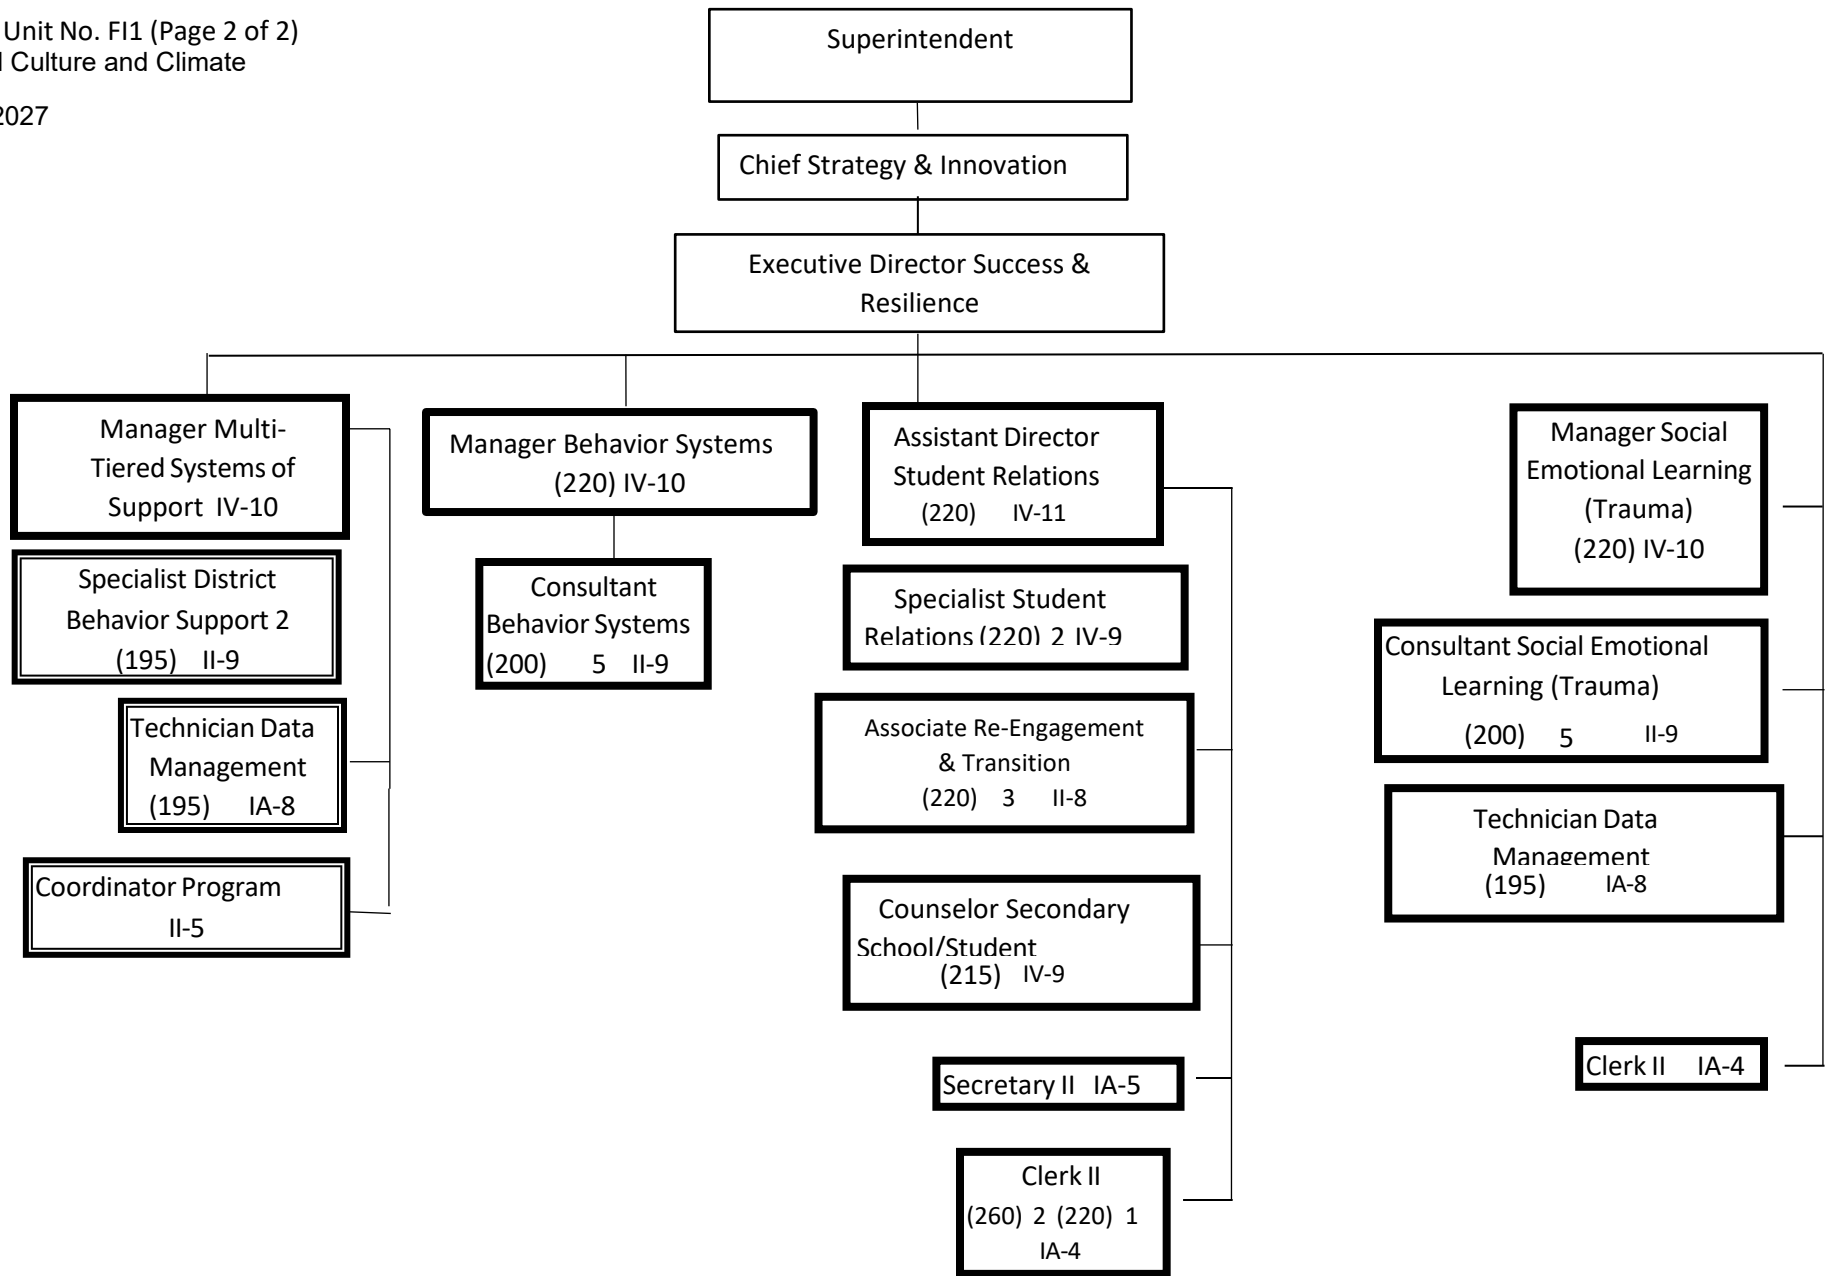 Unit No. FI1 (Page 2 of 2)
Culture and Climate
2027
Superintendent
Chief Strategy & Innovation
Executive Director Success &
Resilience
Manager Multi-
Tiered Systems of
Support IV-10
Specialist District
Behavior Support 2
(195) II-9
Technician Data
Management
(195) IA-8
Coordinator Program
II-5
Manager Behavior Systems
(220) IV-10
Consultant
Behavior Systems
(200) 5 II-9
Assistant Director
Student Relations
(220) IV-11
Specialist Student
Relations (220) 2 IV-9
Associate Re-Engagement
& Transition
(220) 3 II-8
Counselor Secondary
School/Student
(215) IV-9
Secretary II IA-5
Clerk II
(260) 2 (220) 1
IA-4
Manager Social
Emotional Learning
(Trauma)
(220) IV-10
Consultant Social Emotional
Learning (Trauma)
(200) 5 II-9
Technician Data
Management
(195) IA-8
Clerk II IA-4